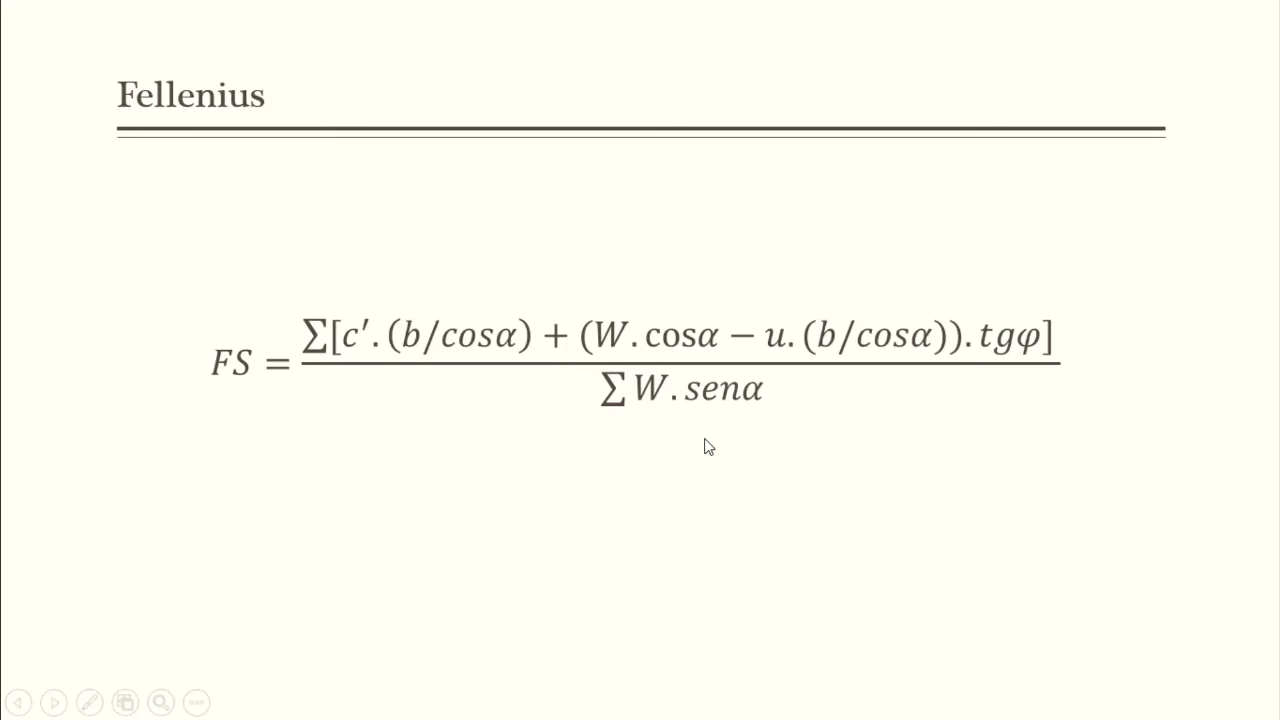 Fellenius
FS = ∑[c′.(b/cosα) + (W.cosα − u.(b/cosα)).tgφ]
∑W.senα